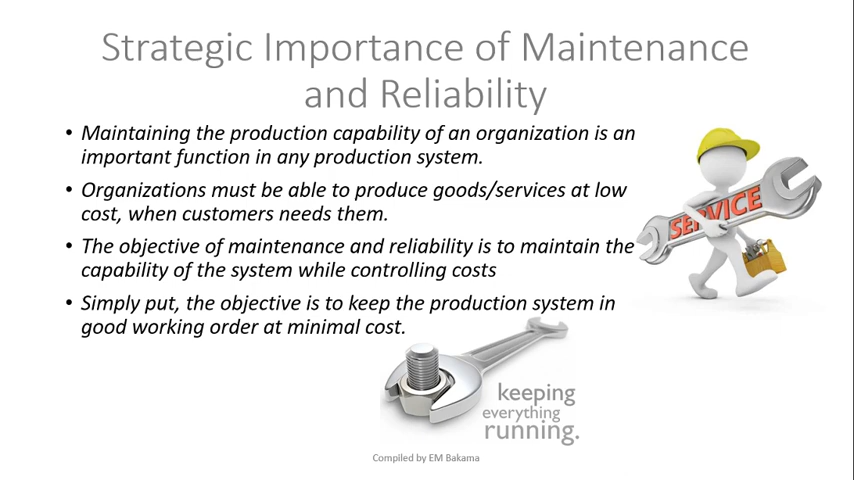 Strategic Importance of Maintenance
and Reliability
• Maintaining the production capability of an organization is an
important function in any production system.
• Organizations must be able to produce goods/services at low
cost, when customers needs them.
• The objective of maintenance and reliability is to maintain the
capability of the system while controlling costs
• Simply put, the objective is to keep the production system in
good working order at minimal cost.
SERVICE
keeping
everything
running.
Compiled by EM Bakama